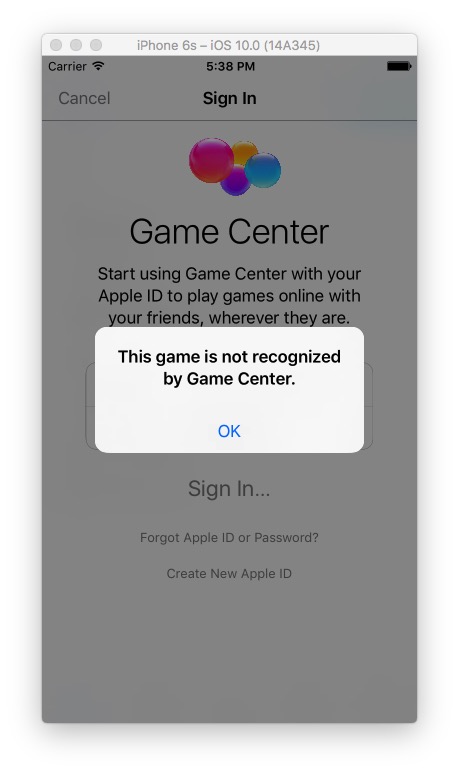 iPhone 6s – iOS 10.0 (14A345)
Carrier 5:38 PM
Cancel Sign In
Game Center
Start using Game Center with your
Apple ID to play games online with
your friends, wherever they are.
This game is not recognized
by Game Center.
OK
Sign In...
Forgot Apple ID or Password?
Create New Apple ID